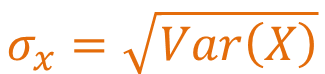 σₓ = √Var(X)